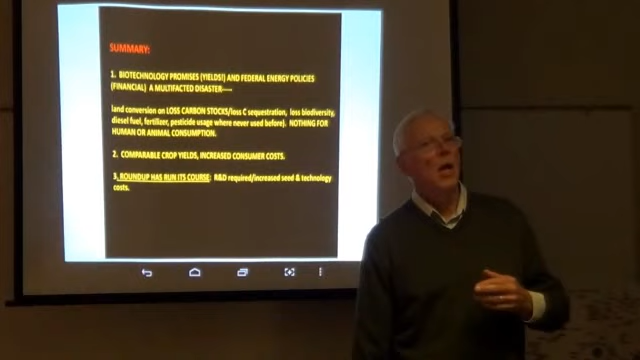 SUMMARY:
1. BIOTECHNOLOGY PROMISES (YIELDS!) AND FEDERAL ENERGY POLICIES
(FINANCIAL) A MULTIFACTED DISASTER----
land conversion on LOSS CARBON STOCKS/loss C sequestration, less biodiversity,
diesel fuel, fertilizer, pesticide usage where never used before). NOTHING FOR
HUMAN OR ANIMAL CONSUMPTION.
2. COMPARABLE CROP YIELDS, INCREASED CONSUMER COSTS.
3. ROUNDUP HAS RUN ITS COURSE: R&D required/increased seed & technology
costs.